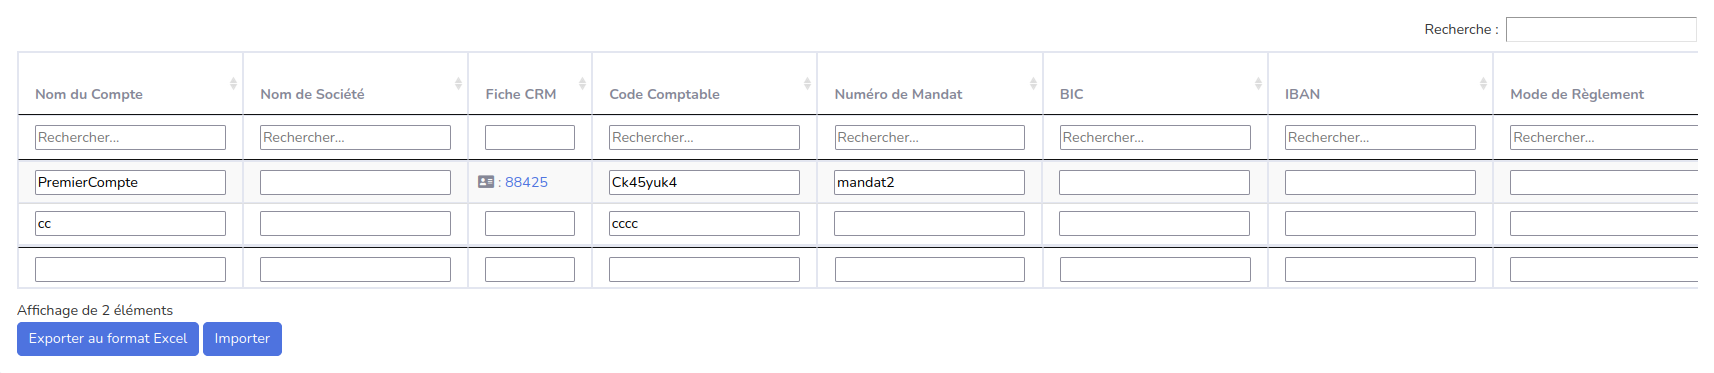 Recherche :
Nom du Compte Nom de Société Fiche CRM Code Comptable Numéro de Mandat BIC IBAN Mode de Règlement
Rechercher... Rechercher... Rechercher... Rechercher... Rechercher... Rechercher... Rechercher...
PremierCompte : 88425 Ck45yuk4 mandat2
cc cccc
Affichage de 2 éléments
Exporter au format Excel Importer